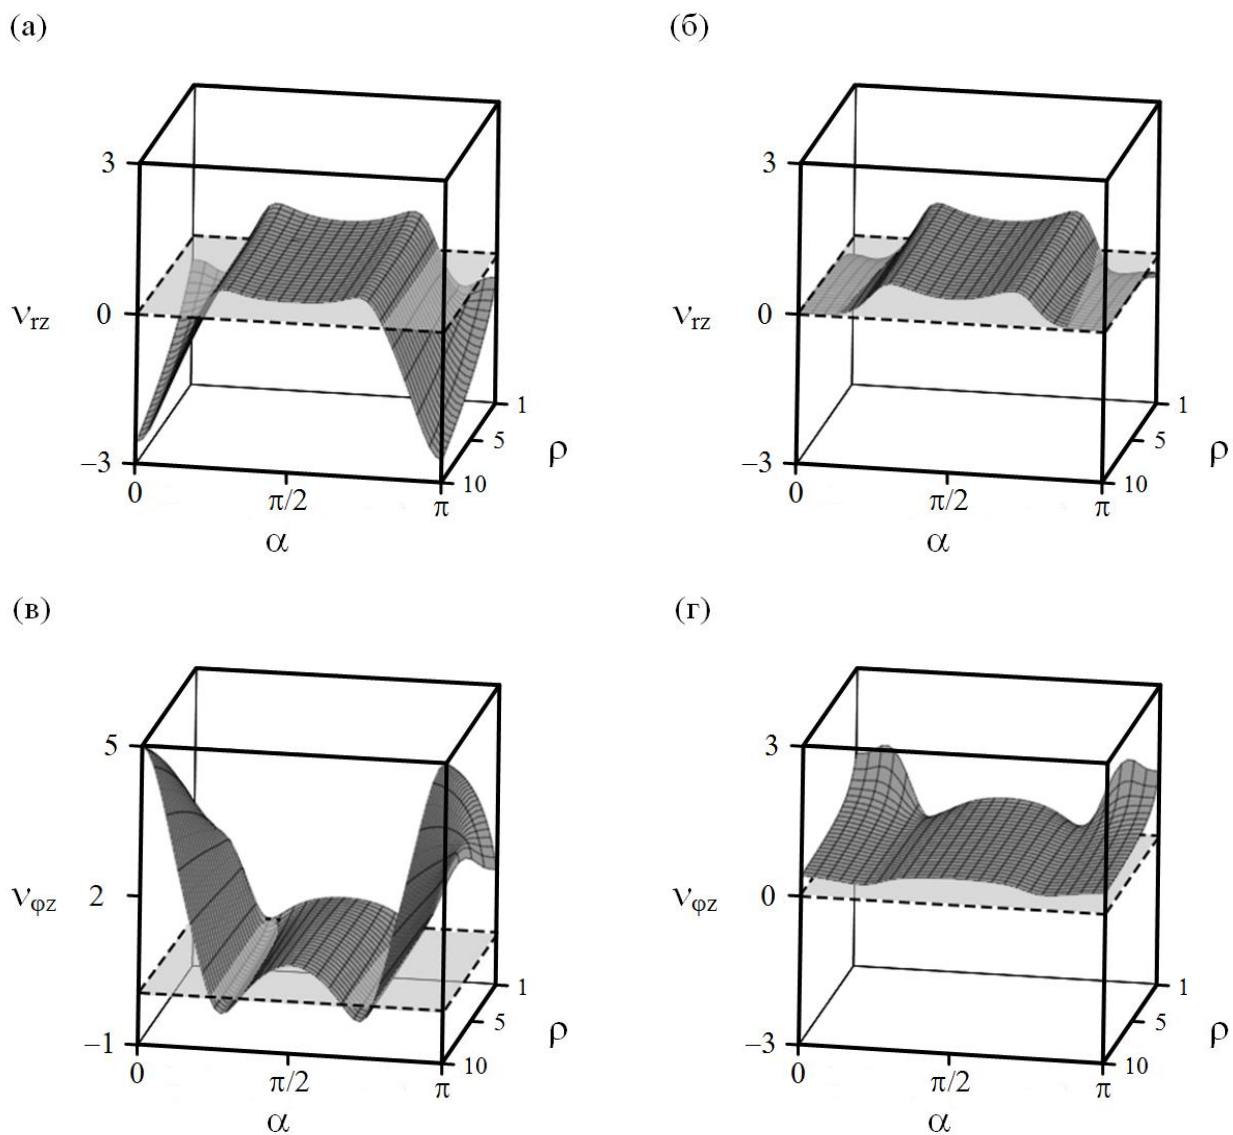 (а) (б)
3 3
ν_rz 0 ν_rz 0
1 1
5 ρ 5 ρ
–3 10 –3 10
0 π/2 π 0 π/2 π
α α
(в) (г)
5 3
ν_φz 2 ν_φz 0
1 1
5 ρ 5 ρ
–1 10 –3 10
0 π/2 π 0 π/2 π
α α